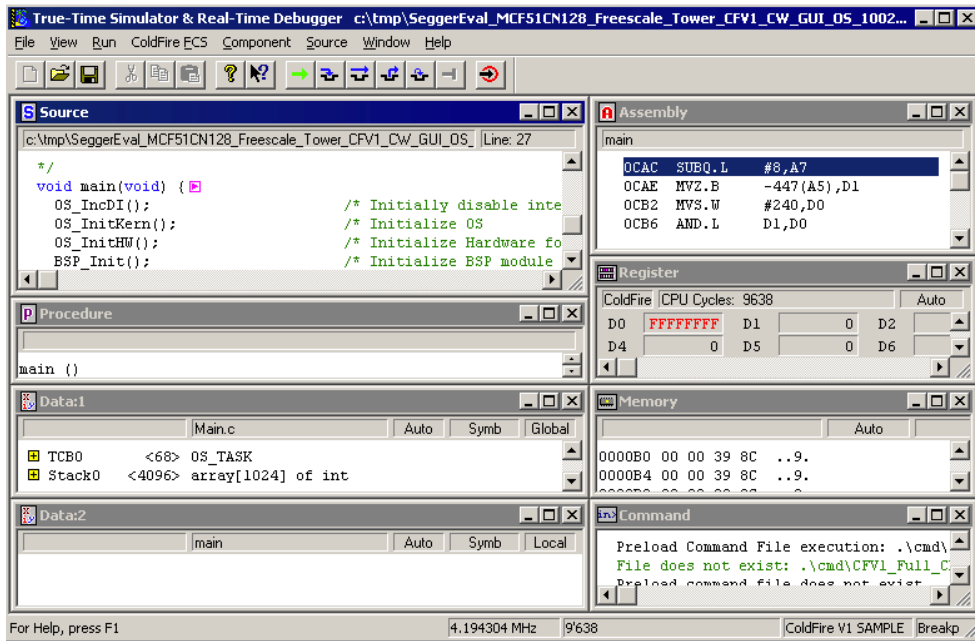 True-Time Simulator & Real-Time Debugger c:\tmp\SeggerEval_MCF51CN128_Freescale_Tower_CFV1_CW_GUI_OS_1002...
File View Run ColdFire FCS Component Source Window Help
Source
c:\tmp\SeggerEval_MCF51CN128_Freescale_Tower_CFV1_CW_GUI_OS_ Line: 27
*/
void main(void) {
OS_IncDI(); /* Initially disable inte
OS_InitKern(); /* Initialize OS
OS_InitHW(); /* Initialize Hardware fo
BSP_Init(); /* Initialize BSP module
Procedure
main ()
Data:1
Main.c Auto Symb Global
TCB0 <68> OS_TASK
Stack0 <4096> array[1024] of int
Data:2
main Auto Symb Local
Assembly
main
0CAC SUBQ.L #8,A7
0CAE MVZ.B -447(A5),D1
0CB2 MVS.W #240,D0
0CB6 AND.L D1,D0
Register
ColdFire CPU Cycles: 9638 Auto
D0 FFFFFFFF D1 0 D2
D4 0 D5 0 D6
Memory
Auto
0000B0 00 00 39 8C ..9.
0000B4 00 00 39 8C ..9.
Command
Preload Command File execution: .\cmd\
File does not exist: .\cmd\CFV1_Full_C
Preload command file does not exist
For Help, press F1 4.194304 MHz 9'638 ColdFire V1 SAMPLE Breakp